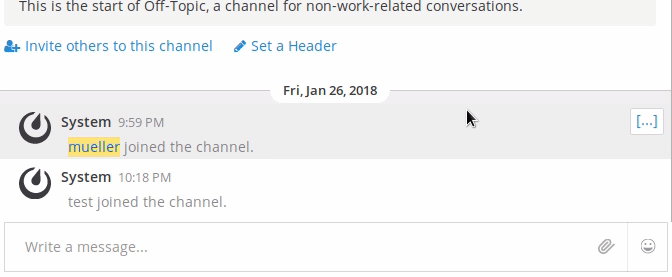 This is the start of Off-Topic, a channel for non-work-related conversations.
Invite others to this channel Set a Header
Fri, Jan 26, 2018
System 9:59 PM
[...]
mueller joined the channel.
System 10:18 PM
test joined the channel.
Write a message...